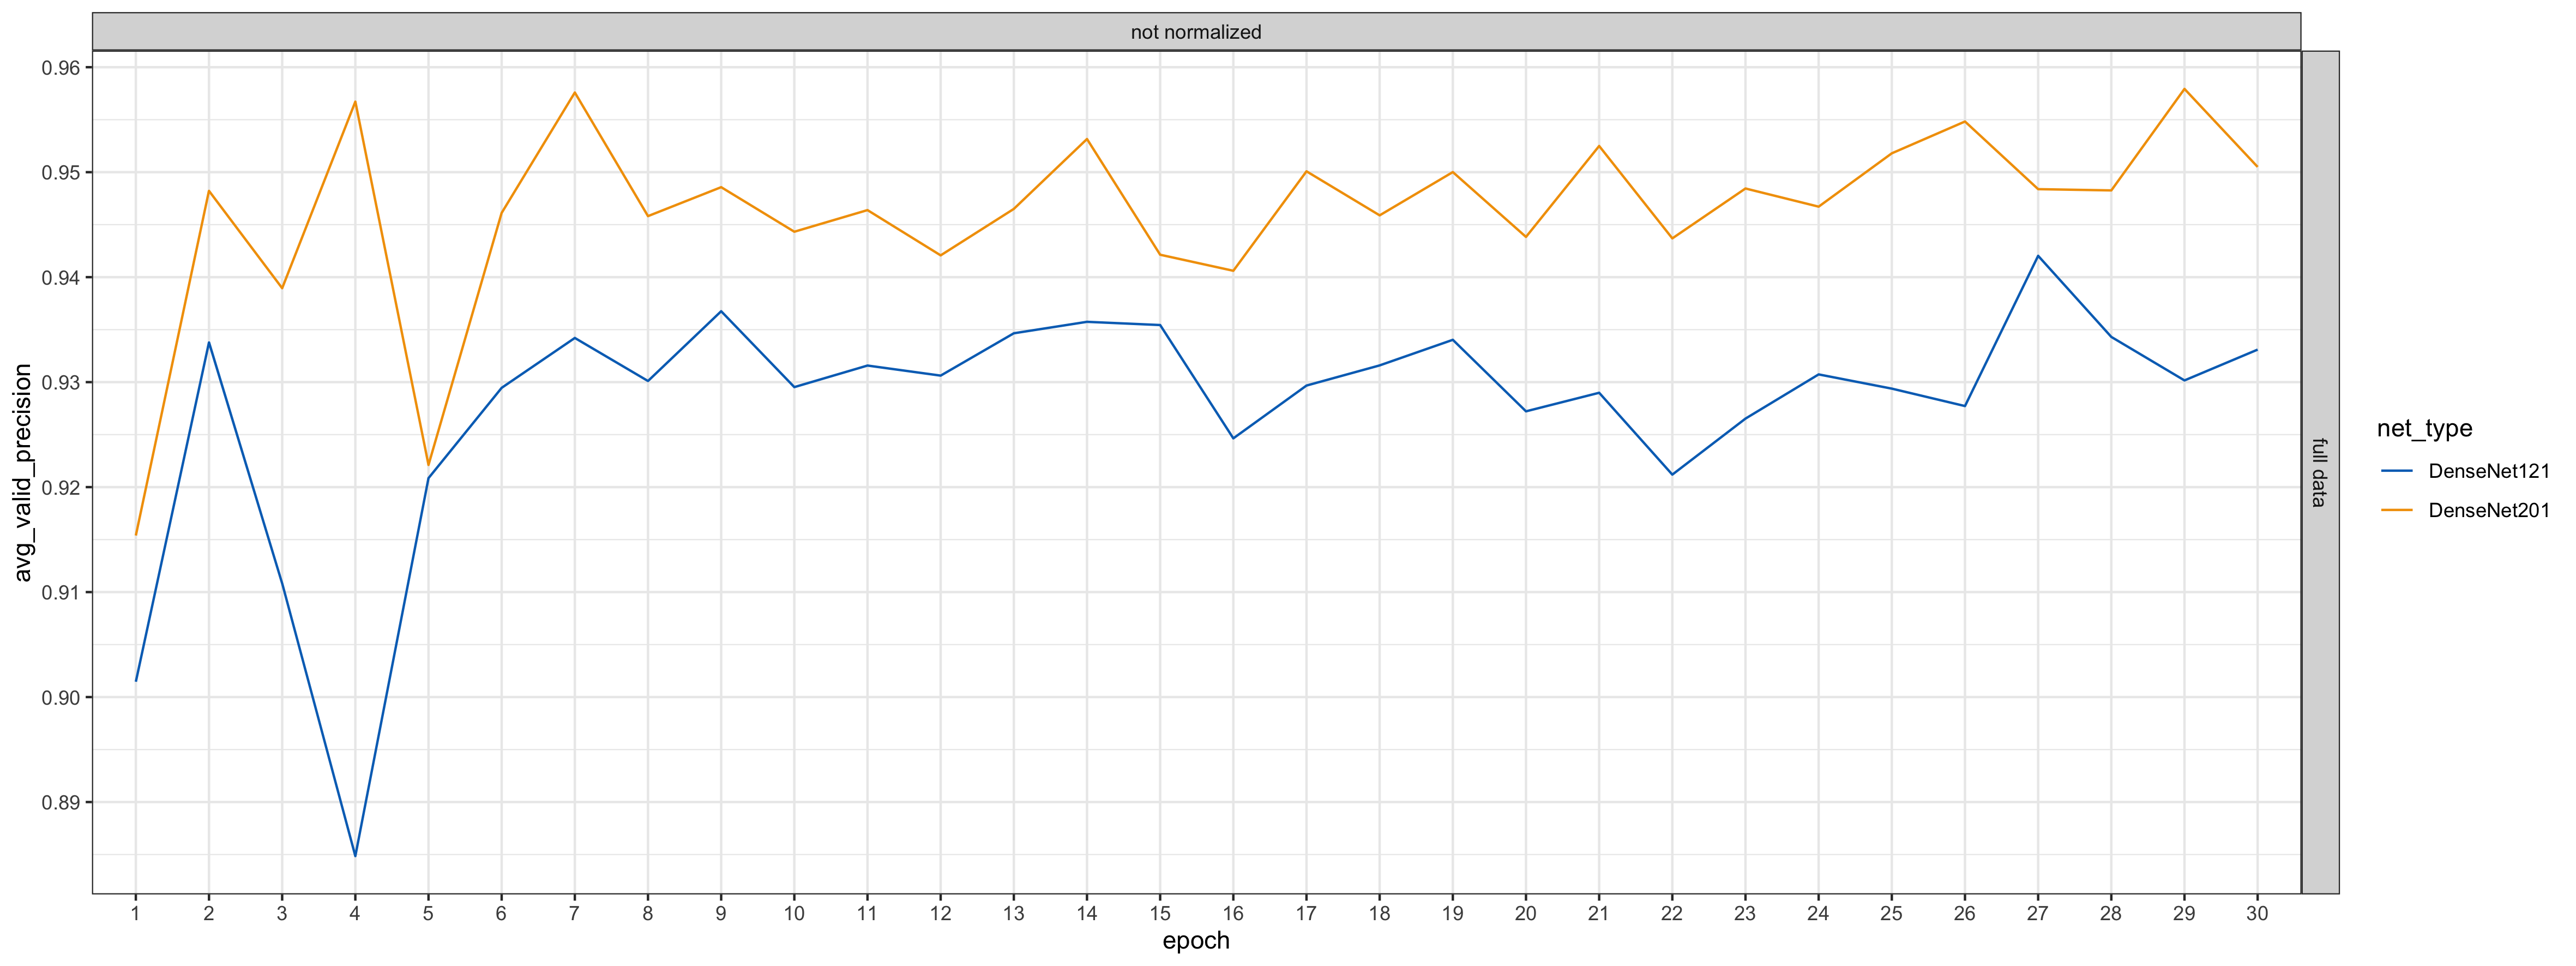 not normalized
0.96
0.95
0.94
0.93
0.92
0.91
0.90
0.89
avg_valid_precision
1 2 3 4 5 6 7 8 9 10 11 12 13 14 15 16 17 18 19 20 21 22 23 24 25 26 27 28 29 30
epoch
full data
net_type
DenseNet121
DenseNet201